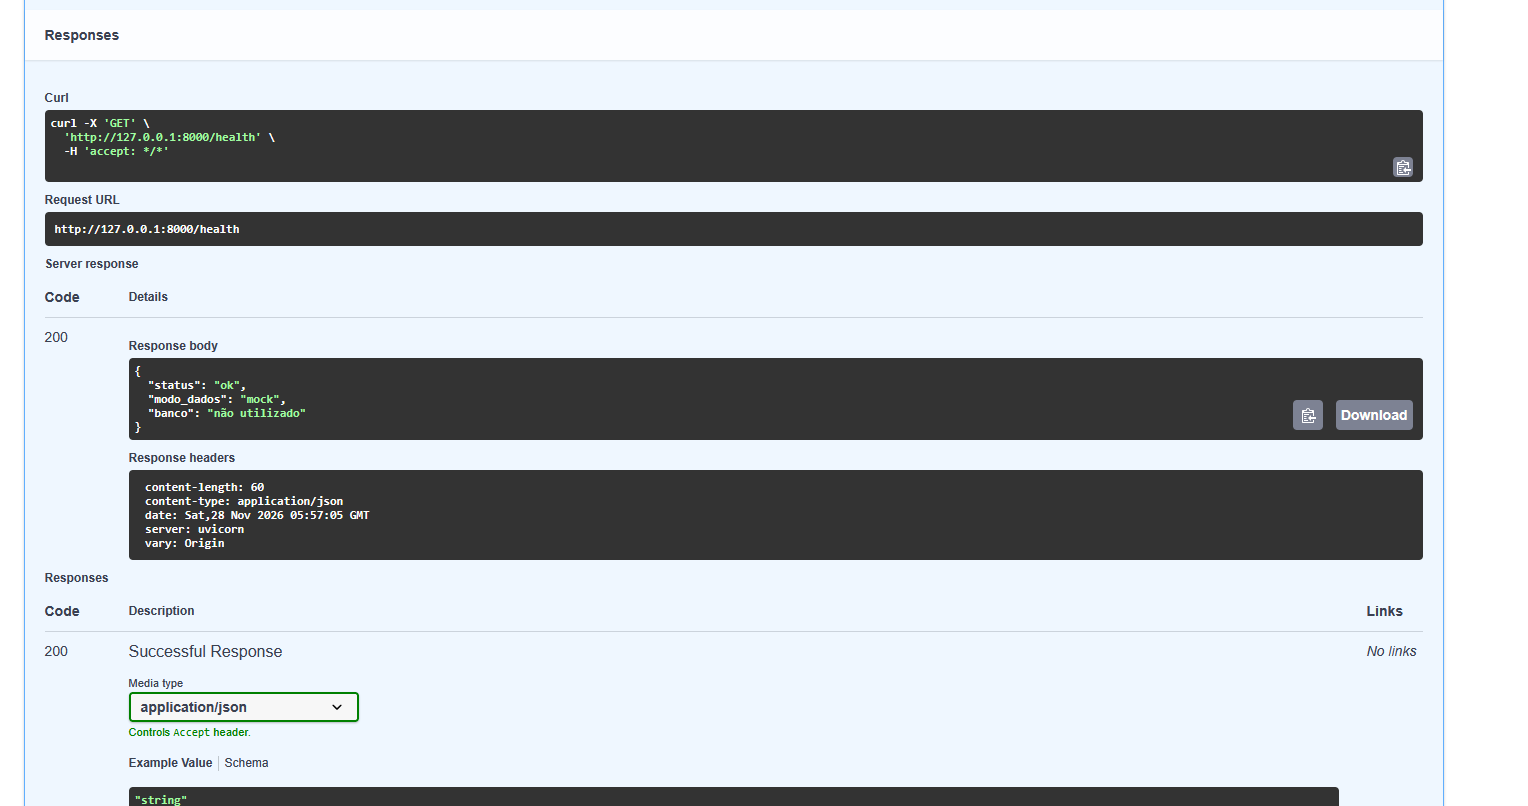 Responses
Curl
curl -X 'GET' \
'http://127.0.0.1:8000/health' \
-H 'accept: */*'
Request URL
http://127.0.0.1:8000/health
Server response
Code Details
200
Response body
{
"status": "ok",
"modo_dados": "mock",
"banco": "não utilizado"
}
Download
Response headers
content-length: 60
content-type: application/json
date: Sat,28 Nov 2026 05:57:05 GMT
server: uvicorn
vary: Origin
Responses
Code Description Links
200 Successful Response No links
Media type
application/json
Controls Accept header.
Example Value Schema
"string"